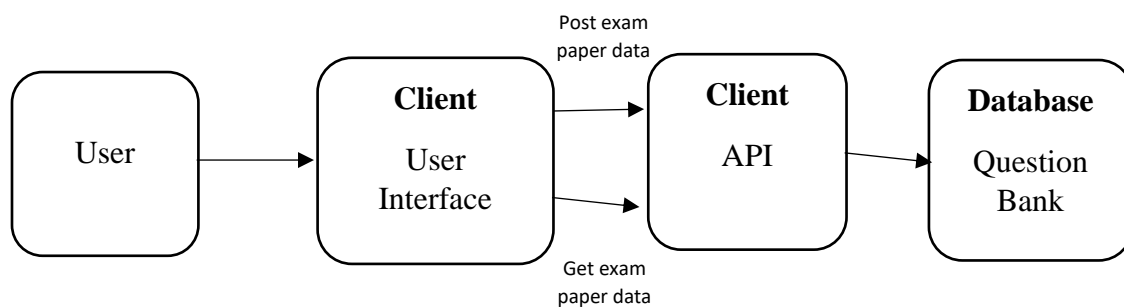 Post exam
paper data
User
Client
User
Interface
Client
API
Database
Question
Bank
Get exam
paper data